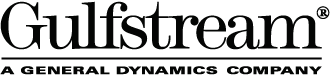 Gulfstream®
A GENERAL DYNAMICS COMPANY